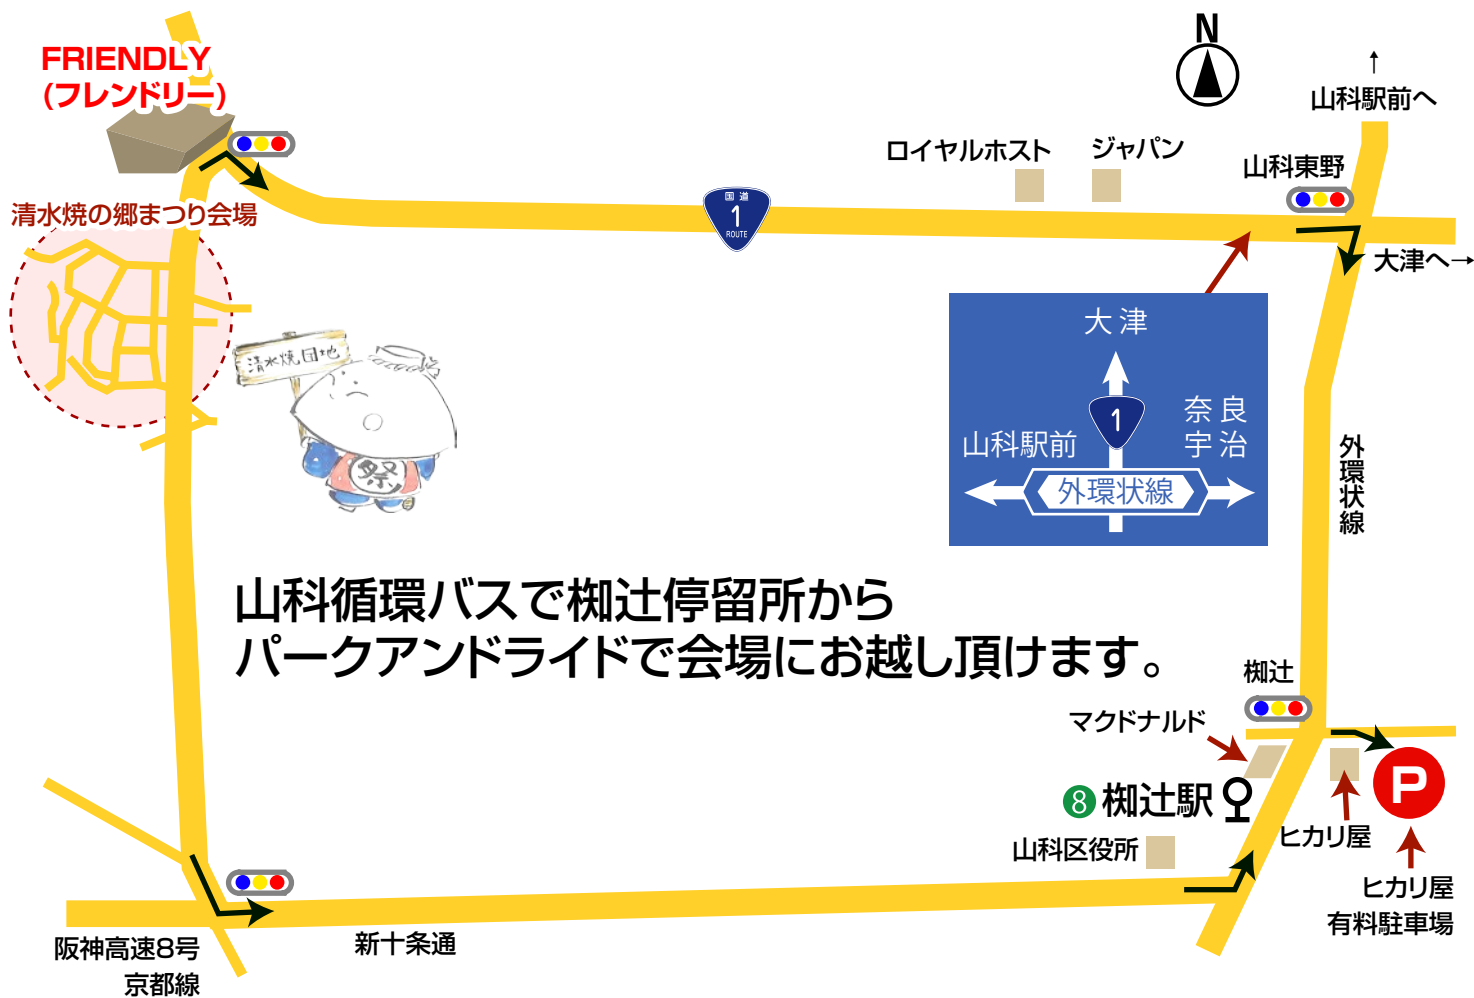 FRIENDLY
(フレンドリー)
N
↑
山科駅前へ
ロイヤルホスト
ジャパン
山科東野
国道
1
ROUTE
清水焼の郷まつり会場
大津へ→
清水焼団地
祭
大津
1
奈良
宇治
山科駅前
外環状線
外環状線
山科循環バスで椥辻停留所から
パークアンドライドで会場にお越し頂けます。
椥辻
マクドナルド
P
8 椥辻駅
ヒカリ屋
山科区役所
ヒカリ屋
有料駐車場
阪神高速8号
京都線
新十条通